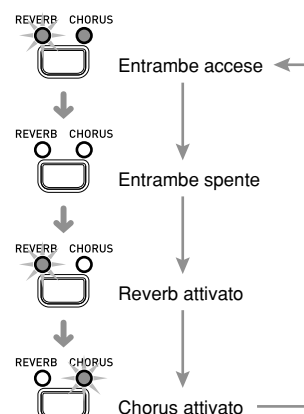 REVERB CHORUS
Entrambe accese
REVERB CHORUS
Entrambe spente
REVERB CHORUS
Reverb attivato
REVERB CHORUS
Chorus attivato